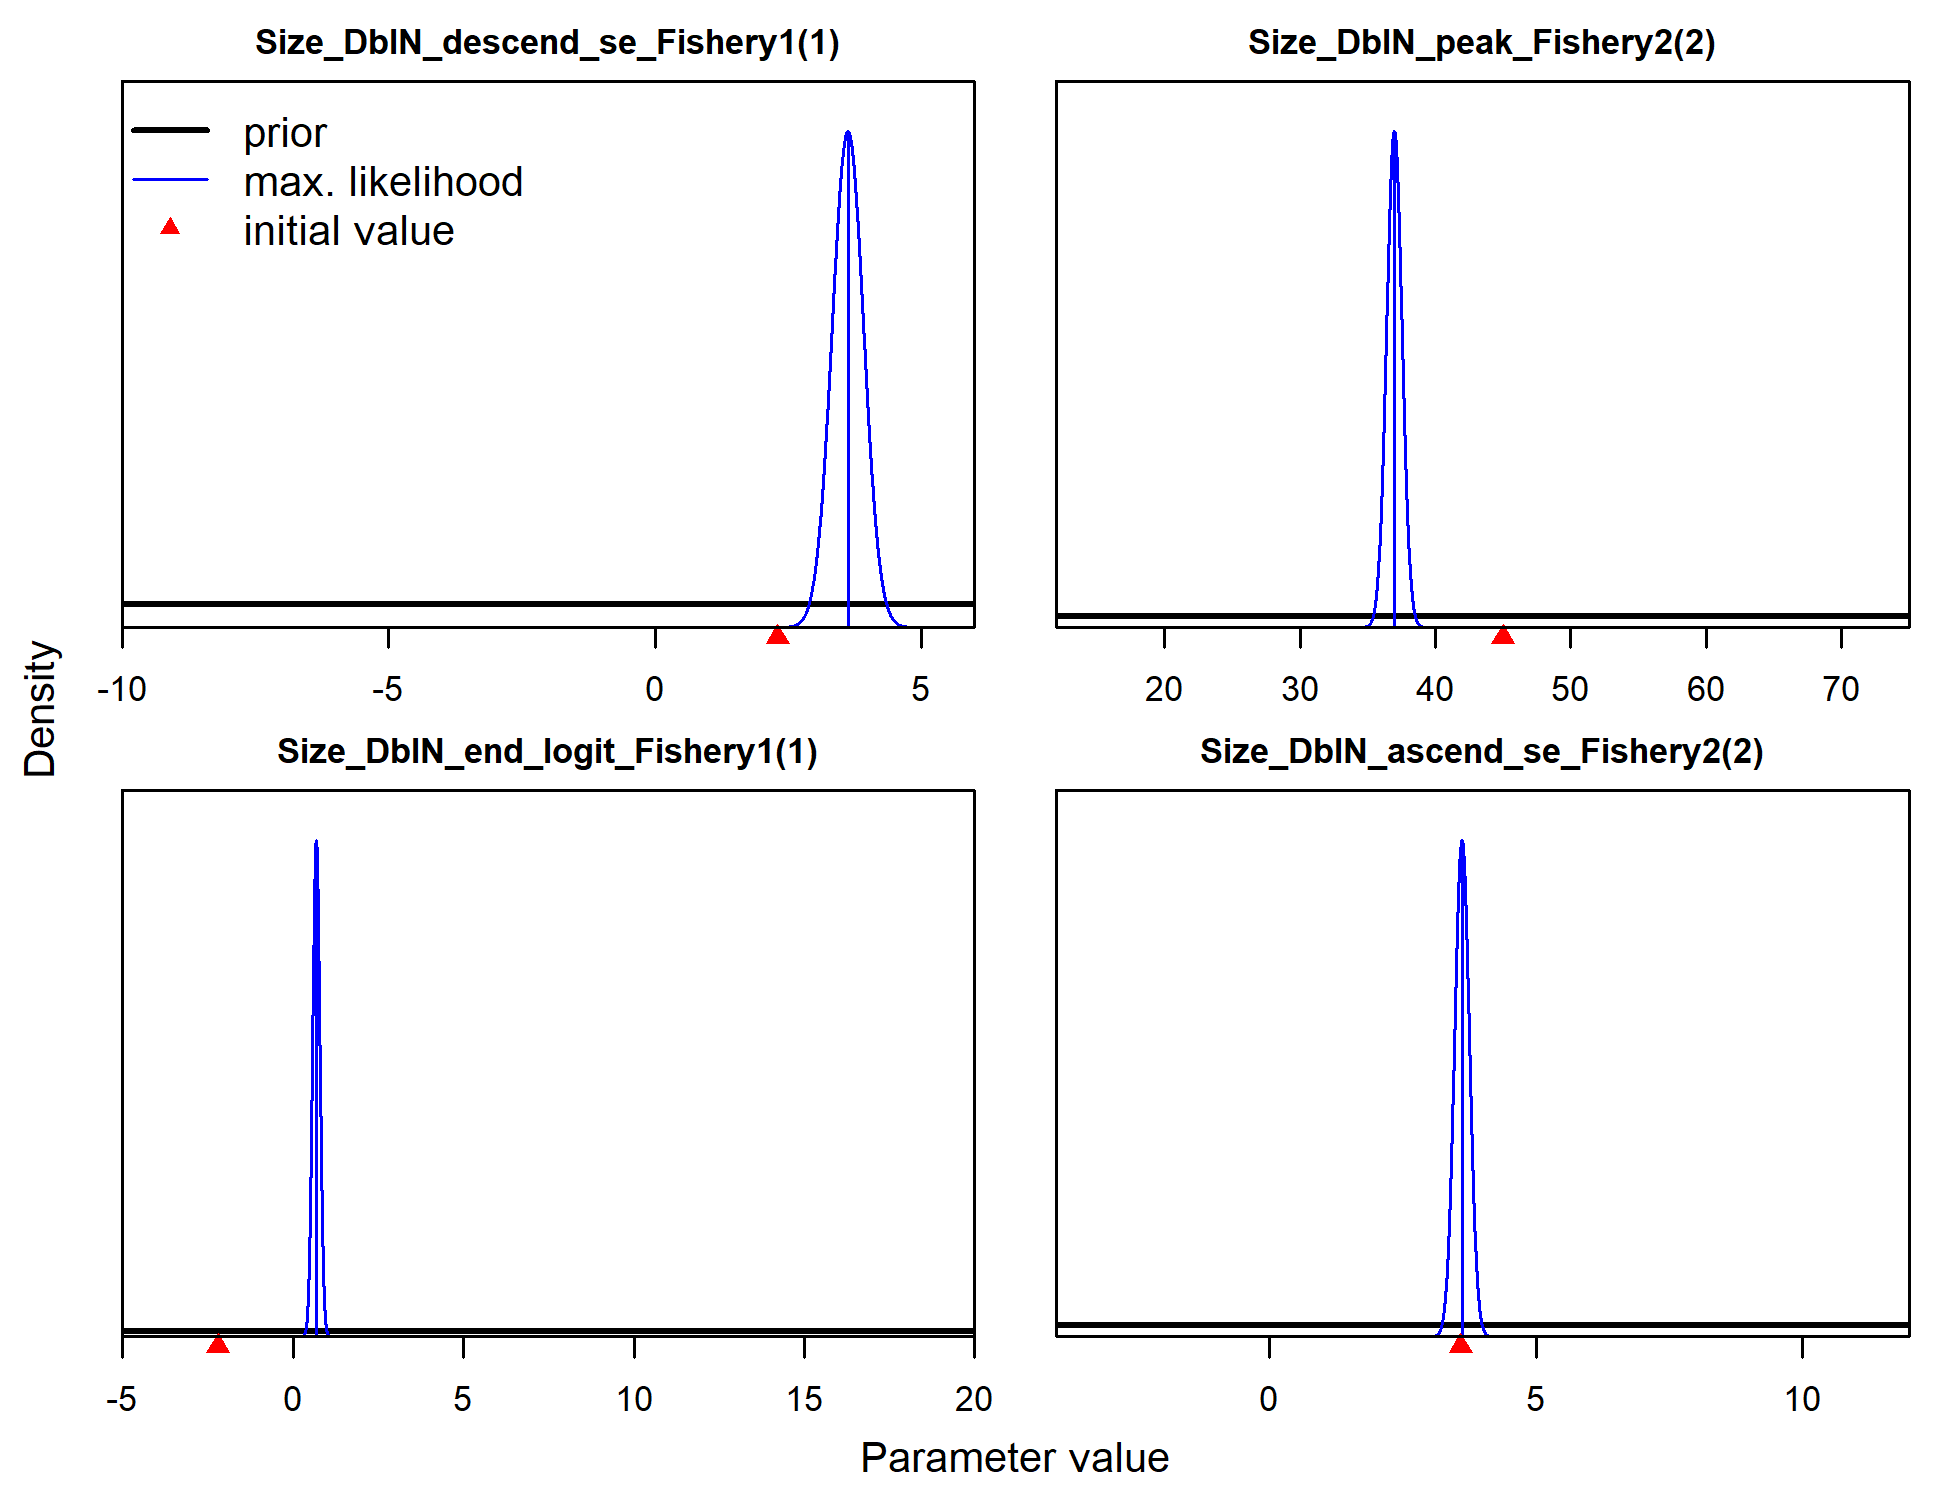 Size_DblN_descend_se_Fishery1(1)
prior
max. likelihood
initial value
-10 -5 0 5
Size_DblN_peak_Fishery2(2)
20 30 40 50 60 70
Density
Size_DblN_end_logit_Fishery1(1)
-5 0 5 10 15 20
Size_DblN_ascend_se_Fishery2(2)
0 5 10
Parameter value